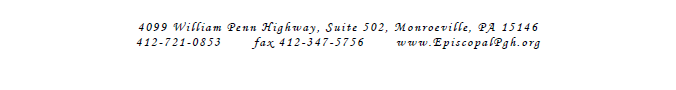 4099 William Penn Highway, Suite 502, Monroeville, PA 15146
412-721-0853 fax 412-347-5756 www.EpiscopalPgh.org